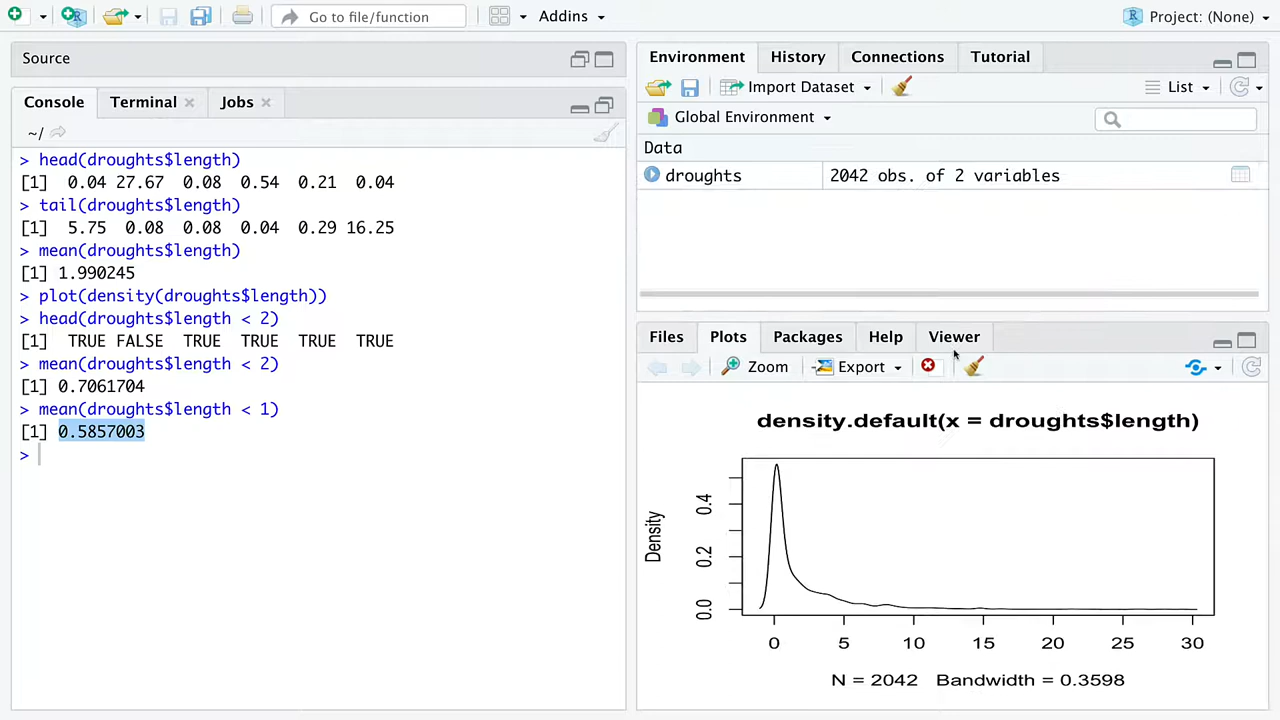 Go to file/function
Addins
Project: (None)
Source
Console Terminal Jobs
~/
> head(droughts$length)
[1]  0.04 27.67  0.08  0.54  0.21  0.04
> tail(droughts$length)
[1]  5.75  0.08  0.08  0.04  0.29 16.25
> mean(droughts$length)
[1] 1.990245
> plot(density(droughts$length))
> head(droughts$length < 2)
[1]  TRUE FALSE  TRUE  TRUE  TRUE  TRUE
> mean(droughts$length < 2)
[1] 0.7061704
> mean(droughts$length < 1)
[1] 0.5857003
>
Environment History Connections Tutorial
Import Dataset
List
Global Environment
Data
droughts 2042 obs. of 2 variables
Files Plots Packages Help Viewer
Zoom Export
density.default(x = droughts$length)
Density
0.4
0.2
0.0
0 5 10 15 20 25 30
N = 2042 Bandwidth = 0.3598